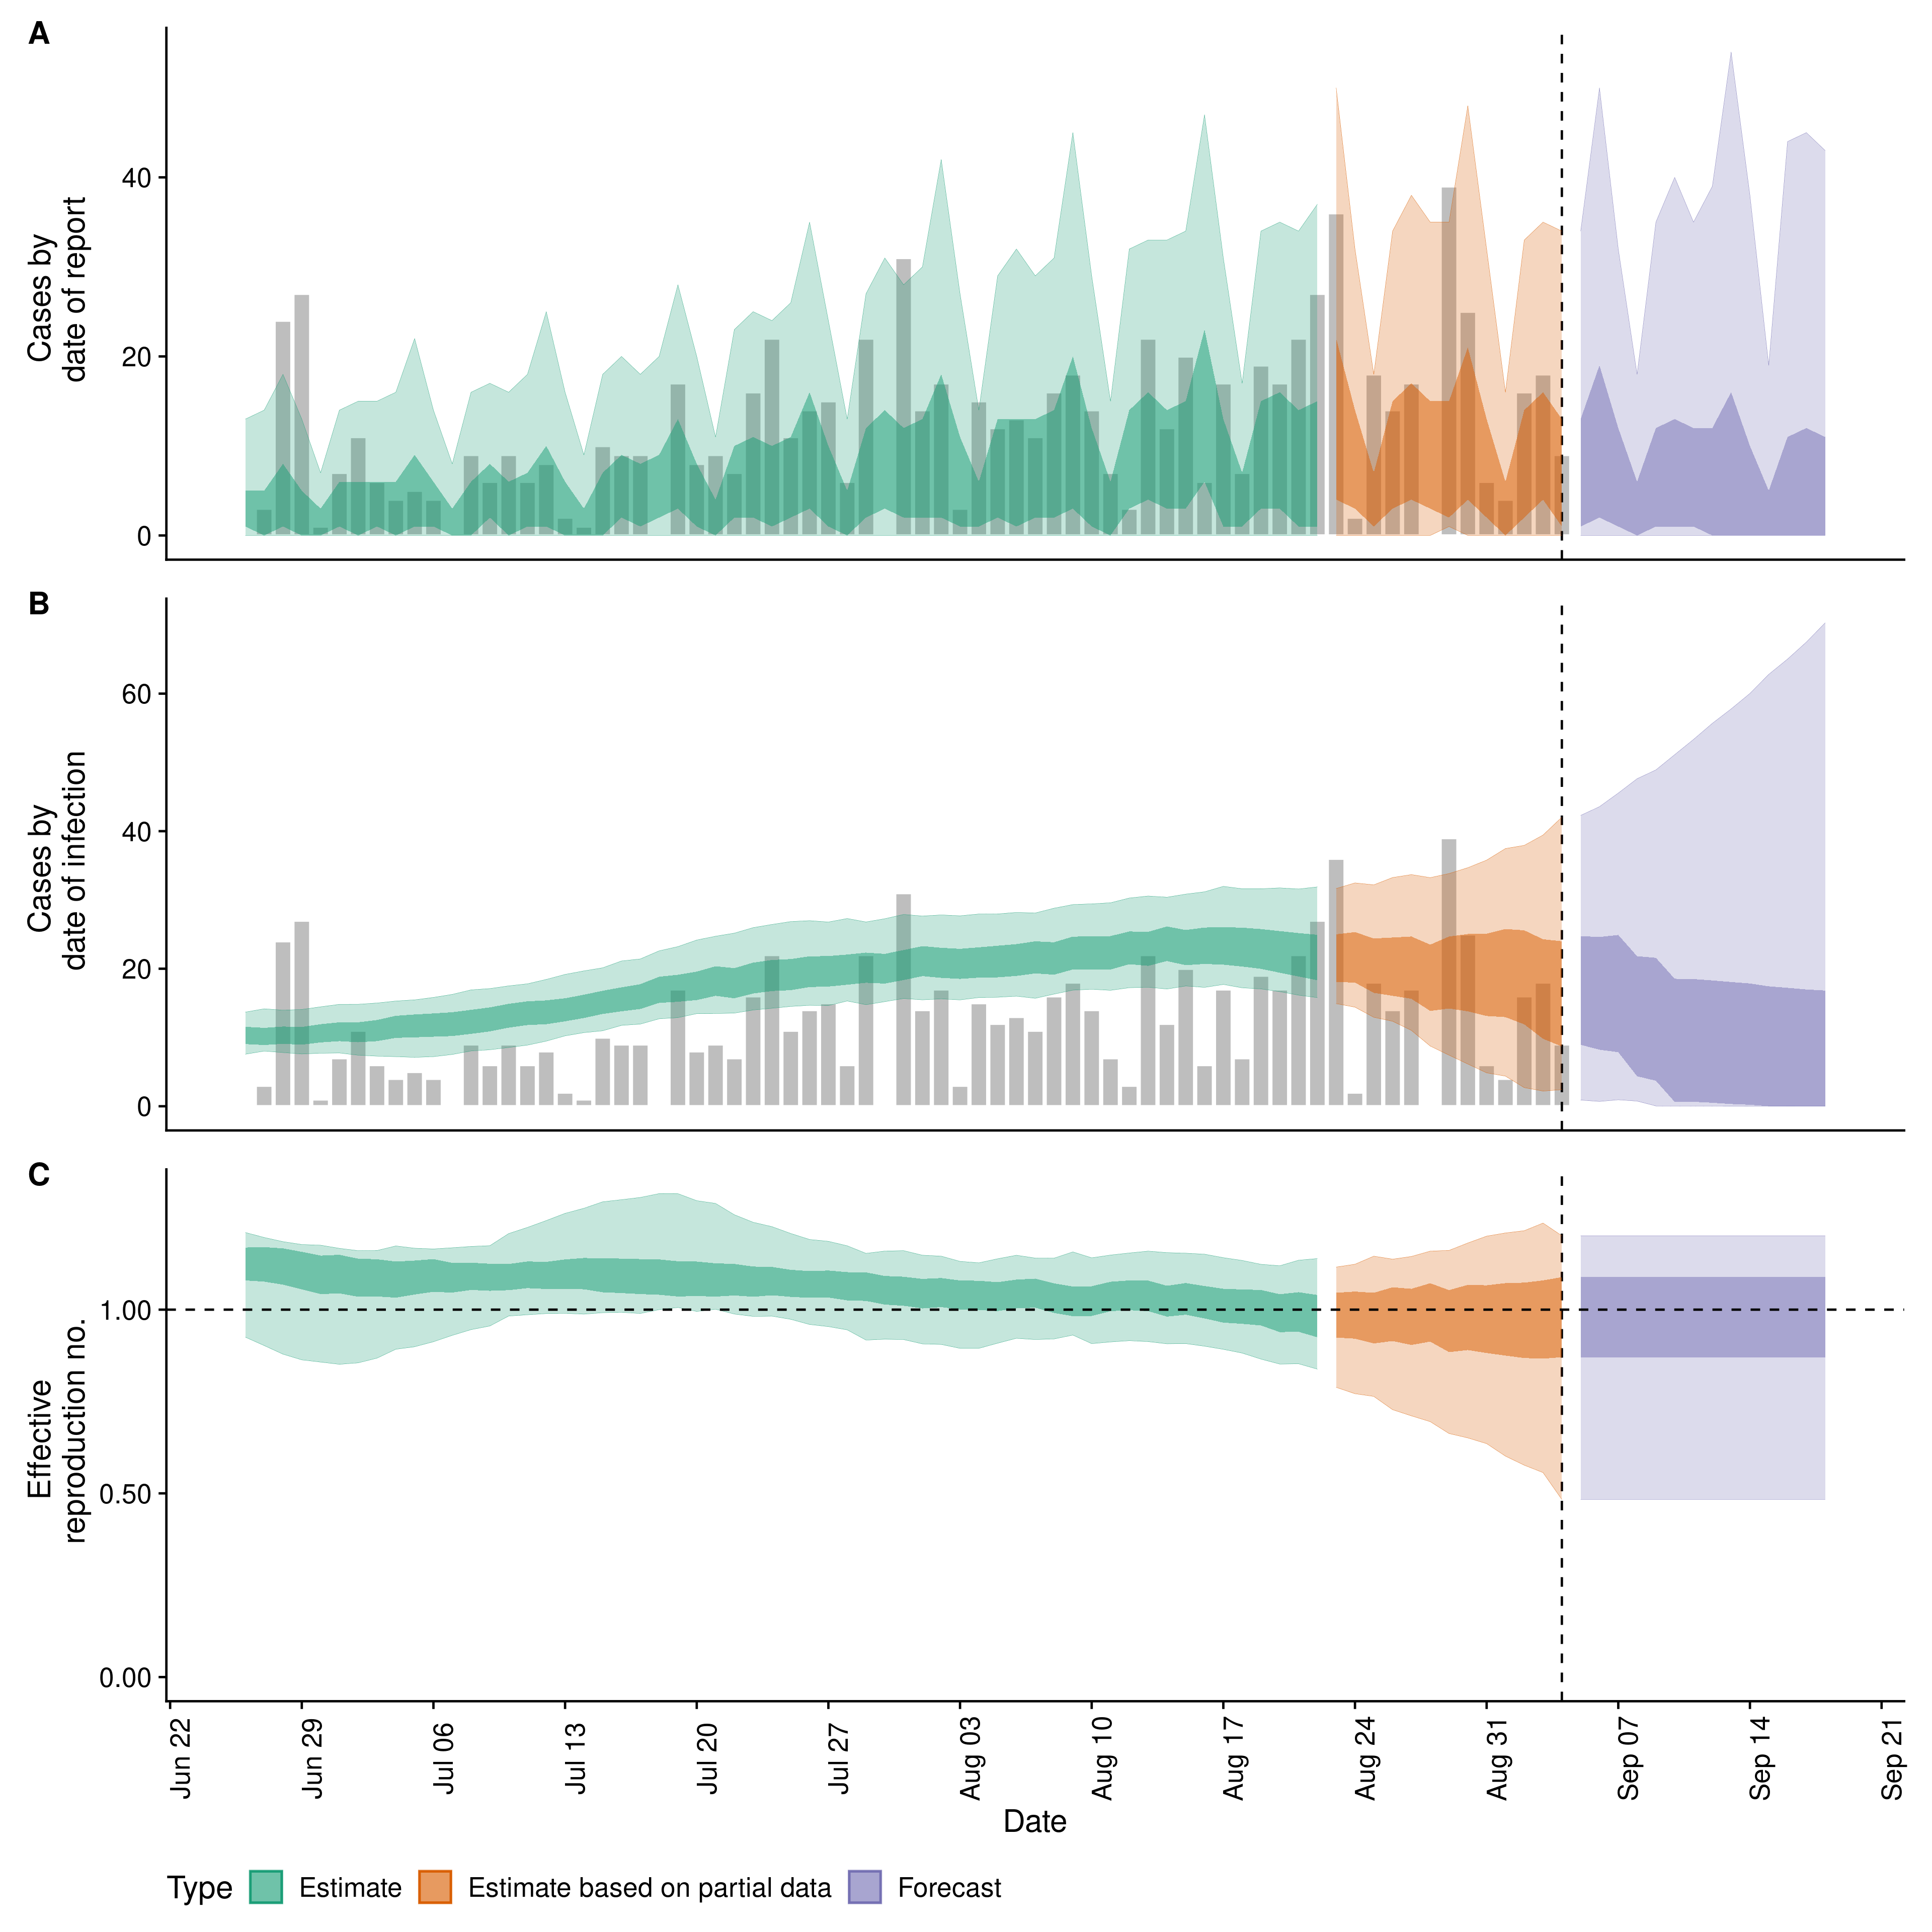 A
Cases by
date of report
40
20
0
B
Cases by
date of infection
60
40
20
0
C
Effective
reproduction no.
1.00
0.50
0.00
Jun 22
Jun 29
Jul 06
Jul 13
Jul 20
Jul 27
Aug 03
Aug 10
Aug 17
Aug 24
Aug 31
Sep 07
Sep 14
Sep 21
Date
Type Estimate Estimate based on partial data Forecast